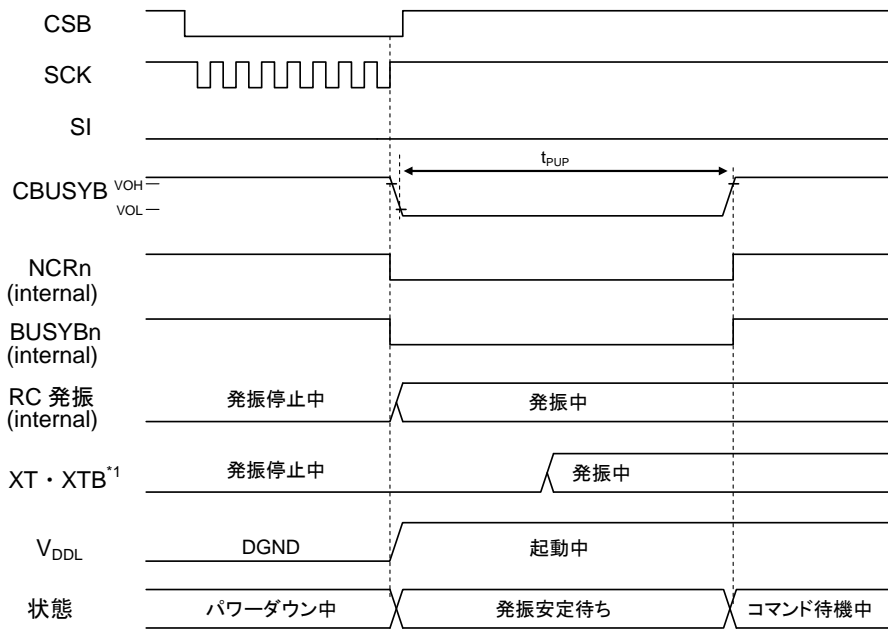 CSB
SCK
SI
CBUSYB VOH
VOL
tPUP
NCRn
(internal)
BUSYBn
(internal)
RC 発振
(internal)
発振停止中 発振中
XT・XTB*1 発振停止中 発振中
VDDL DGND 起動中
状態 パワーダウン中 発振安定待ち コマンド待機中